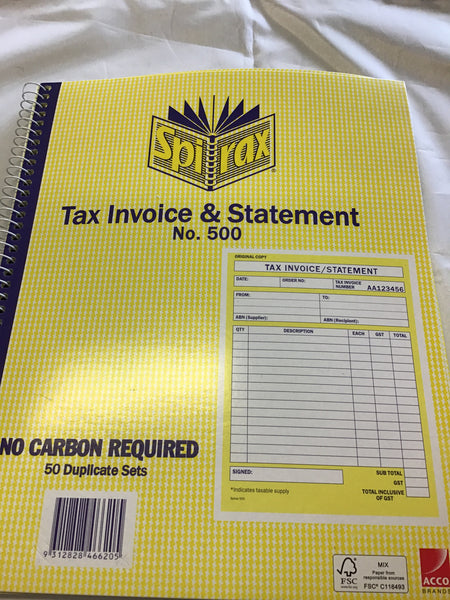 Spirax
®
Tax Invoice & Statement
No. 500
ORIGINAL COPY
TAX INVOICE/STATEMENT
DATE: ORDER NO: TAX INVOICE NUMBER AA123456
FROM: TO:
ABN (Supplier): ABN (Recipient):
QTY DESCRIPTION EACH GST TOTAL
SIGNED: SUB TOTAL
GST
*Indicates taxable supply TOTAL INCLUSIVE OF GST
NO CARBON REQUIRED
50 Duplicate Sets
9 312828 466205
FSC
MIX
Paper from
responsible sources
FSC® C118493
ACCO
BRANDS